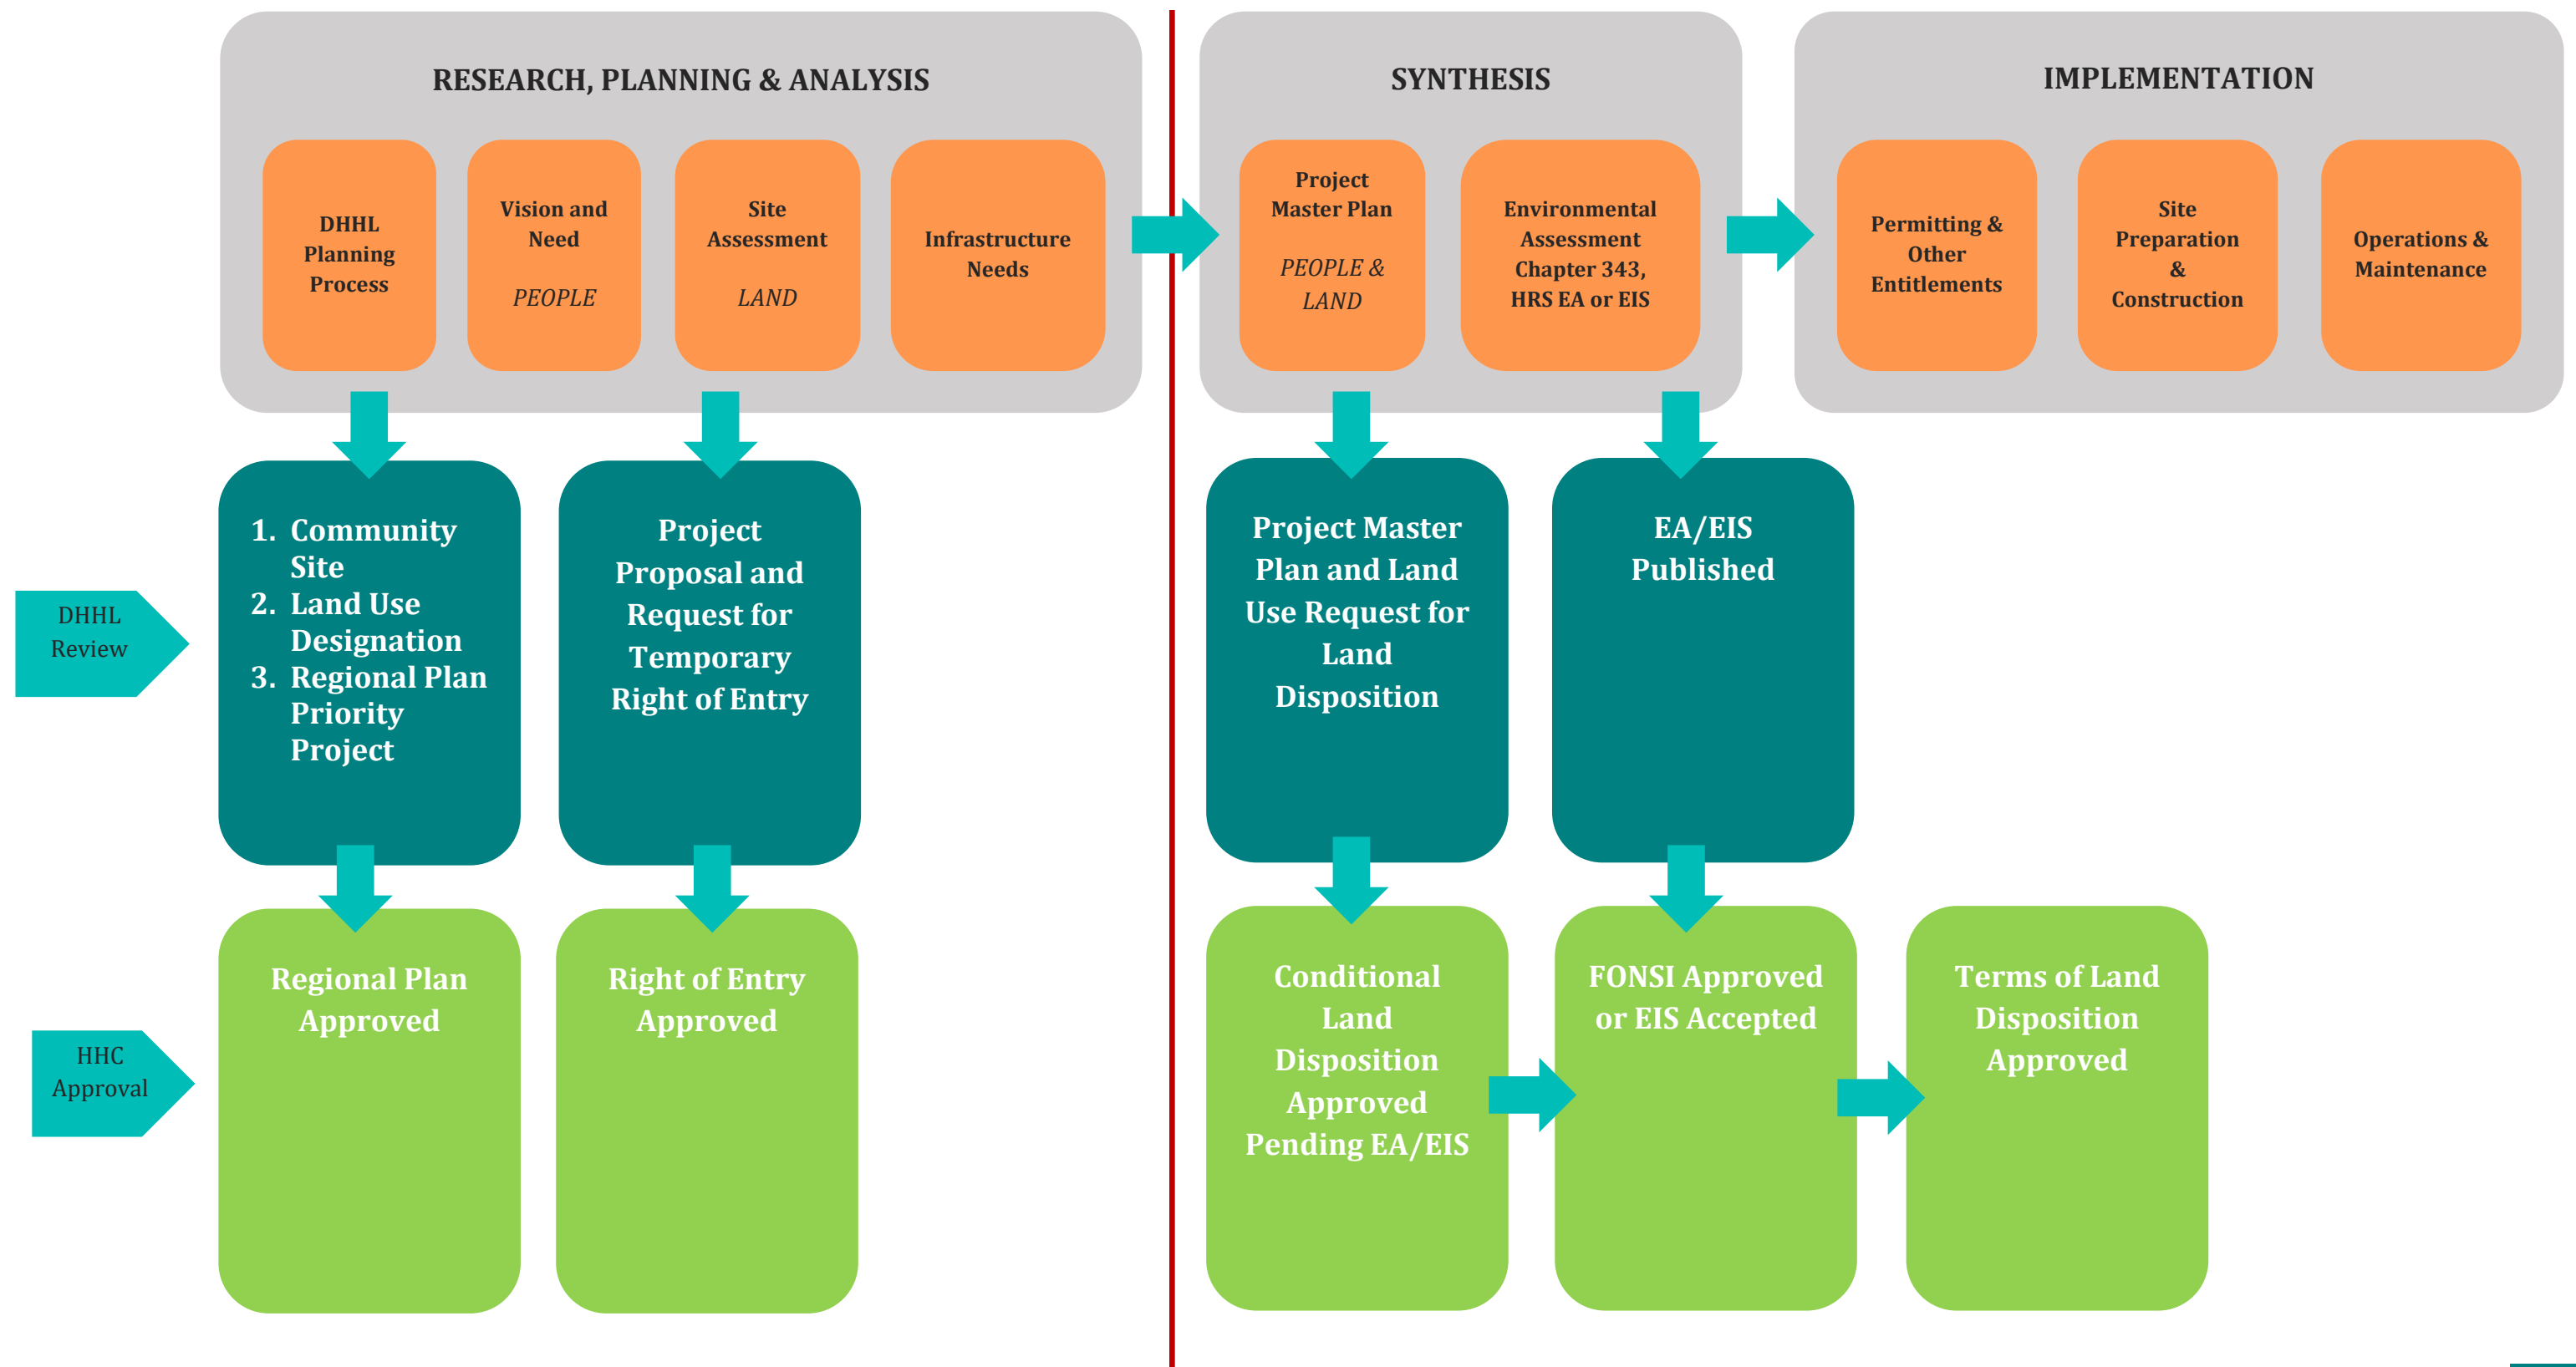 RESEARCH, PLANNING & ANALYSIS
DHHL
Planning
Process
Vision and
Need
PEOPLE
Site
Assessment
LAND
Infrastructure
Needs
SYNTHESIS
Project
Master Plan
PEOPLE &
LAND
Environmental
Assessment
Chapter 343,
HRS EA or EIS
IMPLEMENTATION
Permitting &
Other
Entitlements
Site
Preparation
&
Construction
Operations &
Maintenance
DHHL
Review
1. Community
Site
2. Land Use
Designation
3. Regional Plan
Priority
Project
Project
Proposal and
Request for
Temporary
Right of Entry
Project Master
Plan and Land
Use Request for
Land
Disposition
EA/EIS
Published
HHC
Approval
Regional Plan
Approved
Right of Entry
Approved
Conditional
Land
Disposition
Approved
Pending EA/EIS
FONSI Approved
or EIS Accepted
Terms of Land
Disposition
Approved